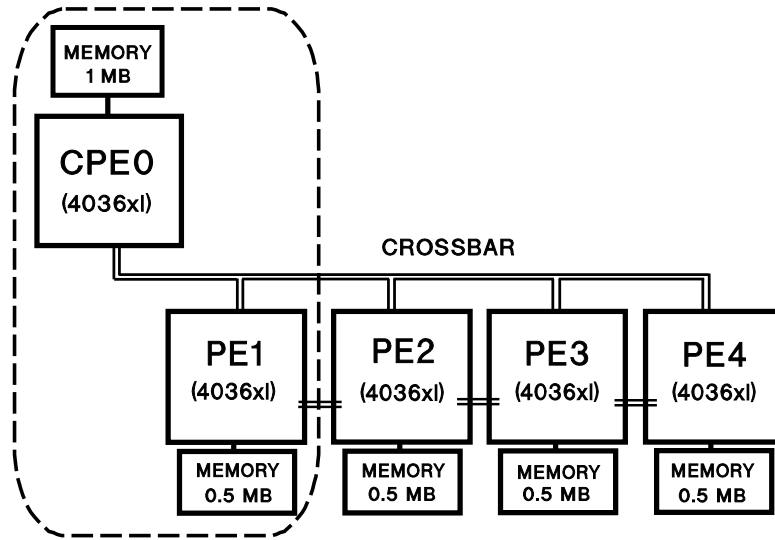 MEMORY
1 MB
CPE0
(4036xl)
CROSSBAR
PE1
(4036xl)
PE2
(4036xl)
PE3
(4036xl)
PE4
(4036xl)
MEMORY
0.5 MB
MEMORY
0.5 MB
MEMORY
0.5 MB
MEMORY
0.5 MB